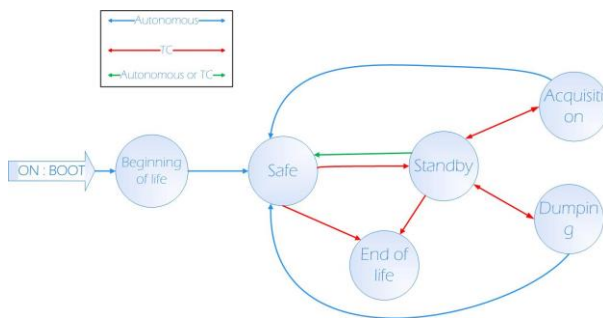 Autonomous
TC
Autonomous or TC
ON : BOOT
Beginning
of life
Safe
Standby
Acquisiti
on
Dumpin
g
End of
life